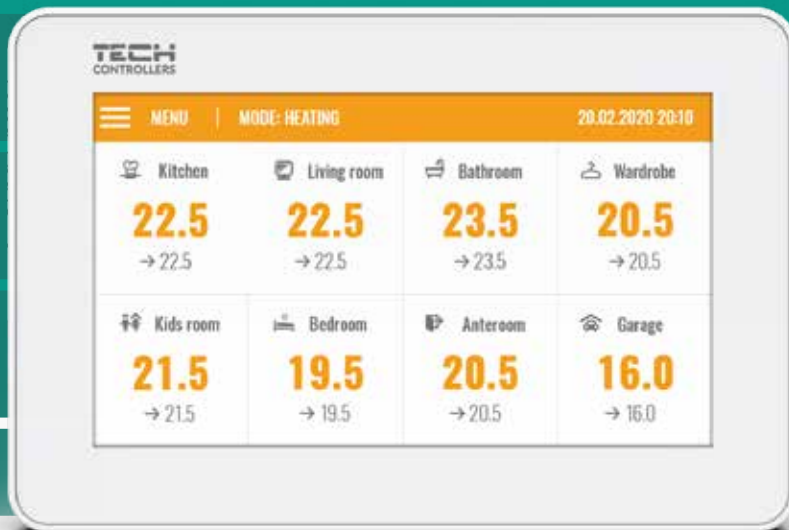 TECH
CONTROLLERS
MENU | MODE: HEATING 20.02.2020 20:10
Kitchen Living room Bathroom Wardrobe
22.5 22.5 23.5 20.5
→ 22.5 → 22.5 → 23.5 → 20.5
Kids room Bedroom Anteroom Garage
21.5 19.5 20.5 16.0
→ 21.5 → 19.5 → 20.5 → 16.0